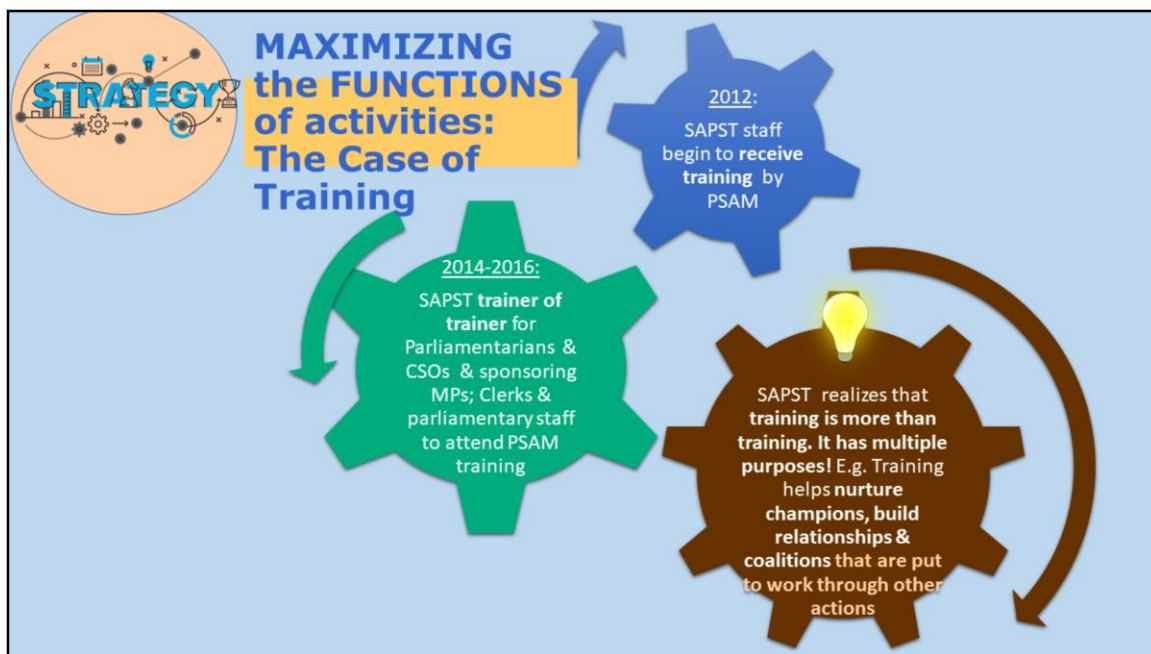 STRATEGY
MAXIMIZING
the FUNCTIONS
of activities:
The Case of
Training
2012:
SAPST staff
begin to receive
training by
PSAM
2014-2016:
SAPST trainer of
trainer for
Parliamentarians &
CSOs & sponsoring
MPs; Clerks &
parliamentary staff
to attend PSAM
training
SAPST realizes that
training is more than
training. It has multiple
purposes! E.g. Training
helps nurture
champions, build
relationships &
coalitions that are put
to work through other
actions